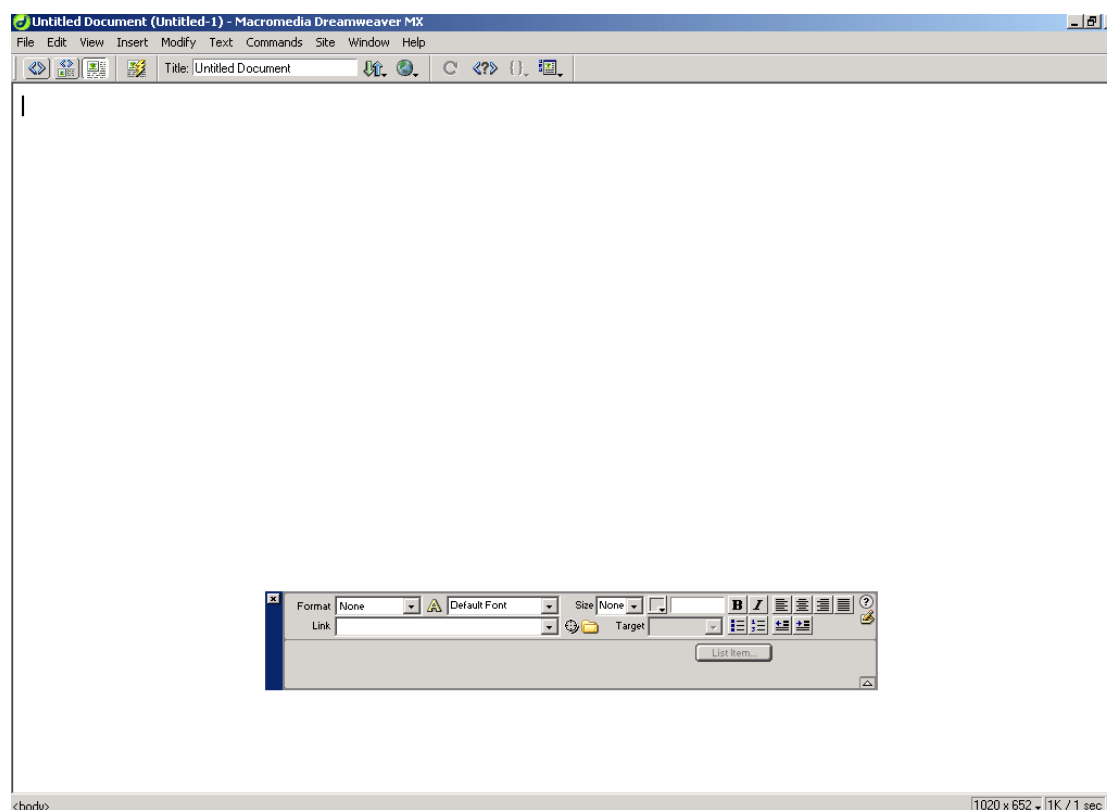 Untitled Document (Untitled-1) - Macromedia Dreamweaver MX
File Edit View Insert Modify Text Commands Site Window Help
Title: Untitled Document
Format None Default Font Size None B I
Link Target
List Item...
<body> 1020 x 652 1K / 1 sec